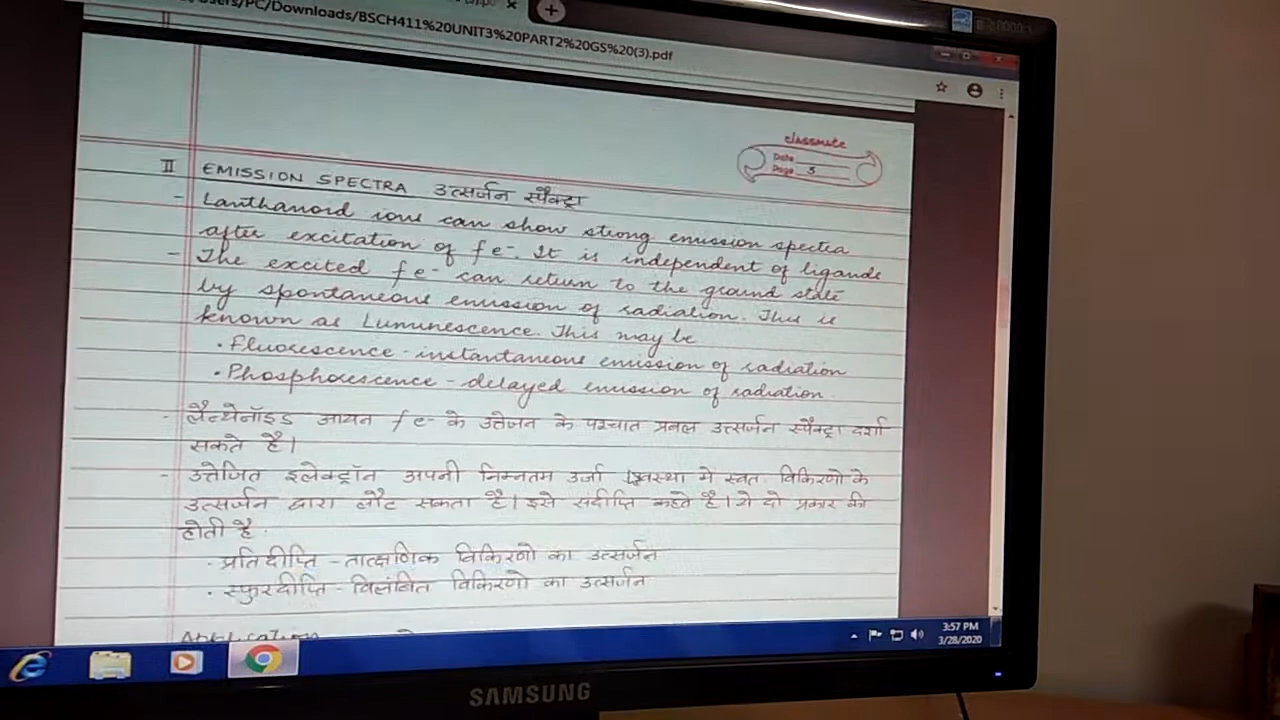 sers/PC/Downloads/BSCH411%20UNIT3%20PART2%20GS%20(3).pdf
classmate
Date
Page 5
II EMISSION SPECTRA उत्सर्जन स्पैक्ट्रा
- Lanthanoid ions can show strong emission spectra
after excitation of f e-. It is independent of ligands
- The excited f e- can return to the ground state
by spontaneous emission of radiation. This is
known as Luminescence. This may be
• Fluorescence - instantaneous emission of radiation
• Phosphorescence - delayed emission of radiation.
- लैन्थेनॉइड आयन f e- के उत्तेजन के पश्चात प्रबल उत्सर्जन स्पैक्ट्रा दर्शा
सकते है।
- उत्तेजित इलेक्ट्रॉन अपनी निम्नतम उर्जा अवस्था मे स्वत विकिरणो के
उत्सर्जन द्वारा लौट सकता है। इसे संदीप्ति कहते है। ये दो प्रकार की
होती है.
• प्रतिदीप्ति - तात्क्षणिक विकिरणो का उत्सर्जन
• स्फुरदीप्ति - विलंबित विकिरणो का उत्सर्जन
Applications
3:57 PM
3/28/2020
SAMSUNG